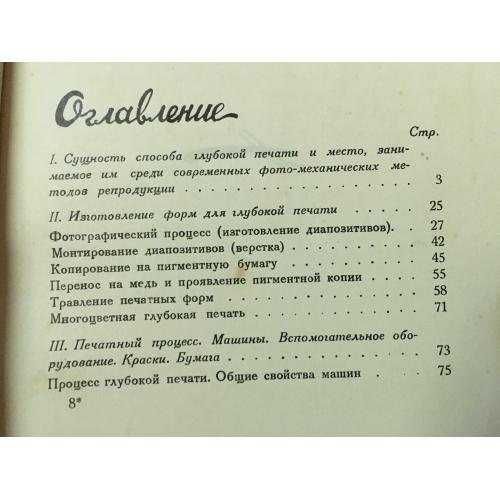 Оглавление
Стр.
I. Сущность способа глубокой печати и место, зани-
маемое им среди современных фото-механических ме-
тодов репродукции . . . . . . . . . . . . . . . . 3
II. Изготовление форм для глубокой печати . . . . . 25
Фотографический процесс (изготовление диапозитивов). . 27
Монтирование диапозитивов (верстка) . . . . . . . . 42
Копирование на пигментную бумагу . . . . . . . . 45
Перенос на медь и проявление пигментной копии . . . 55
Травление печатных форм . . . . . . . . . . . . 58
Многоцветная глубокая печать . . . . . . . . . . 71
III. Печатный процесс. Машины. Вспомогательное обо-
рудование. Краски. Бумага . . . . . . . . . . . . 73
Процесс глубокой печати. Общие свойства машин . . . 75
8*